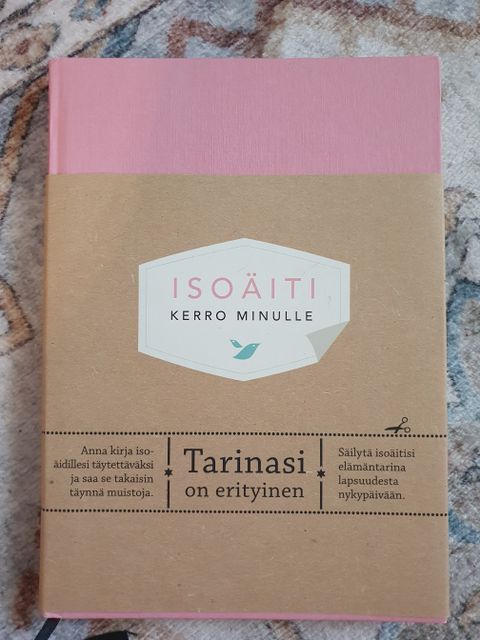 ISOÄITI
KERRO MINULLE
Anna kirja iso-
äidillesi täytettäväksi
ja saa se takaisin
täynnä muistoja.
Tarinasi
on erityinen
Säilytä isoäitisi
elämäntarina
lapsuudesta
nykypäivään.